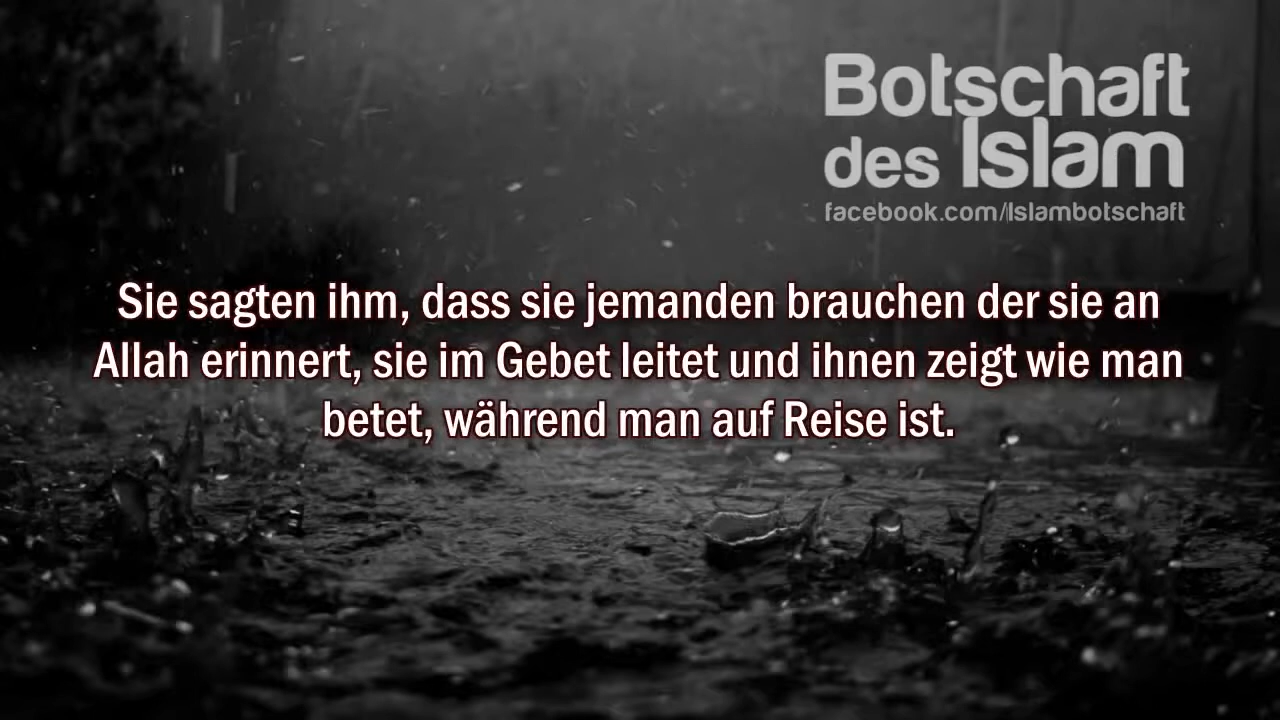 Botschaft
des Islam
facebook.com/Islambotschaft
Sie sagten ihm, dass sie jemanden brauchen der sie an
Allah erinnert, sie im Gebet leitet und ihnen zeigt wie man
betet, während man auf Reise ist.